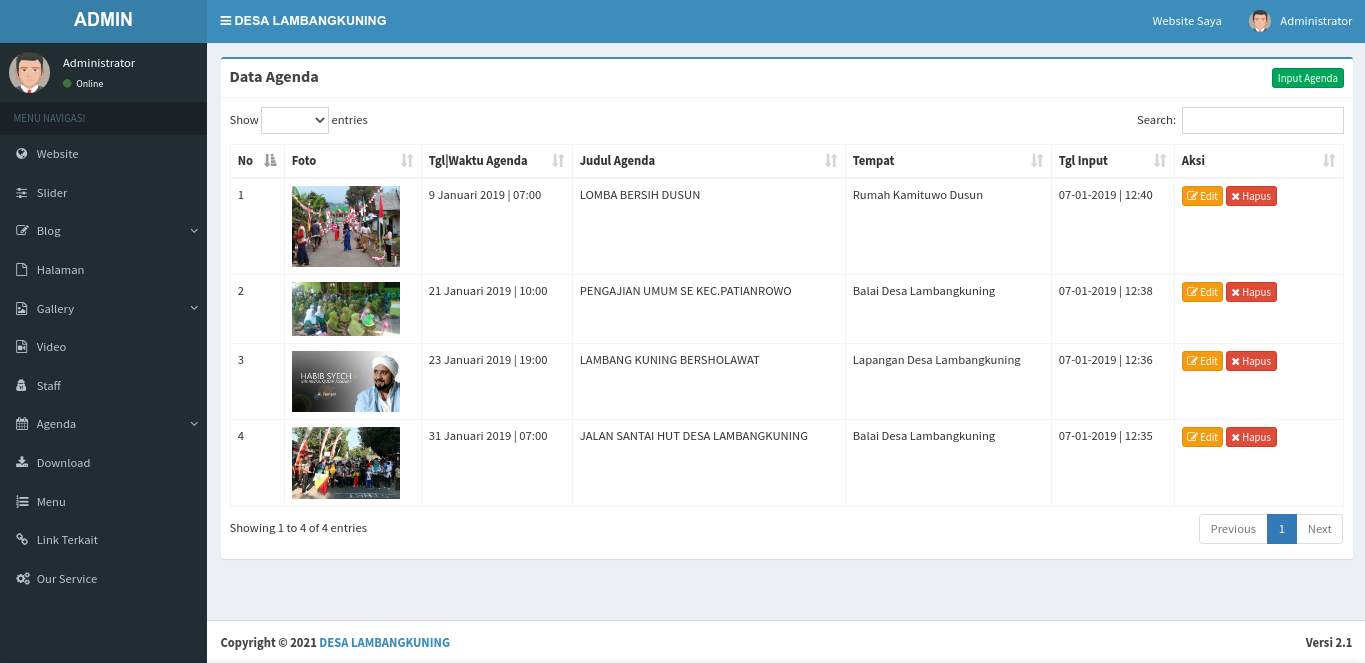 ADMIN
DESA LAMBANGKUNING
Website Saya
Administrator
Administrator
Online
MENU NAVIGASI
Website
Slider
Blog
Halaman
Gallery
Video
Staff
Agenda
Download
Menu
Link Terkait
Our Service
Data Agenda
Input Agenda
Show entries
Search:
No Foto Tgl|Waktu Agenda Judul Agenda Tempat Tgl Input Aksi
1 9 Januari 2019 | 07:00 LOMBA BERSIH DUSUN Rumah Kamituwo Dusun 07-01-2019 | 12:40 Edit Hapus
2 21 Januari 2019 | 10:00 PENGAJIAN UMUM SE KEC.PATIANROWO Balai Desa Lambangkuning 07-01-2019 | 12:38 Edit Hapus
3 23 Januari 2019 | 19:00 LAMBANG KUNING BERSHOLAWAT Lapangan Desa Lambangkuning 07-01-2019 | 12:36 Edit Hapus
HABIB SYECH
4 31 Januari 2019 | 07:00 JALAN SANTAI HUT DESA LAMBANGKUNING Balai Desa Lambangkuning 07-01-2019 | 12:35 Edit Hapus
Showing 1 to 4 of 4 entries
Previous 1 Next
Copyright © 2021 DESA LAMBANGKUNING
Versi 2.1